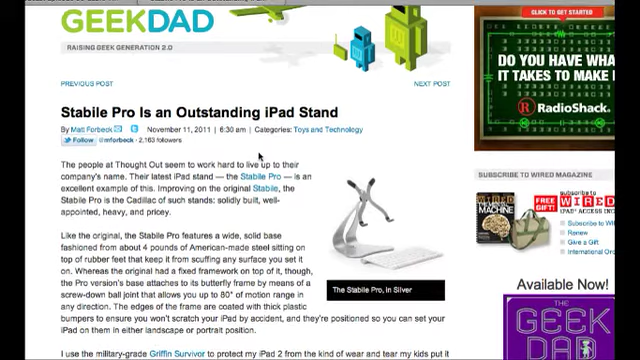 GEEKDAD
RAISING GEEK GENERATION 2.0
CLICK TO GET STARTED
DO YOU HAVE WHA
IT TAKES TO MAKE I
R RadioShack.
PREVIOUS POST
NEXT POST
Stabile Pro Is an Outstanding iPad Stand
By Matt Forbeck November 11, 2011 | 6:30 am | Categories: Toys and Technology
Follow @mforbeck 2,163 followers
The people at Thought Out seem to work hard to live up to their
company's name. Their latest iPad stand — the Stabile Pro — is an
excellent example of this. Improving on the original Stabile, the
Stabile Pro is the Cadillac of such stands: solidly built, well-
appointed, heavy, and pricey.
Like the original, the Stabile Pro features a wide, solid base
fashioned from about 4 pounds of American-made steel sitting on
top of rubber feet that keep it from scuffing any surface you set it
on. Whereas the original had a fixed framework on top of it, though,
the Pro version's base attaches to its butterfly frame by means of a
screw-down ball joint that allows you up to 80° of motion range in
any direction. The edges of the frame are coated with thick plastic
bumpers to ensure you won't scratch your iPad by accident, and they're positioned so you can set your
iPad on them in either landscape or portrait position.
I use the military-grade Griffin Survivor to protect my iPad 2 from the kind of wear and tear my kids put it
The Stabile Pro, in Silver
SUBSCRIBE TO WIRED MAGAZINE
MACHINE
FREE GIFT!
subscribe to
WIRED
IPAD® ACCESS IN
Subscribe
Renew
Give a Gift
International Or
Available Now!
THE
GEEK
DAD